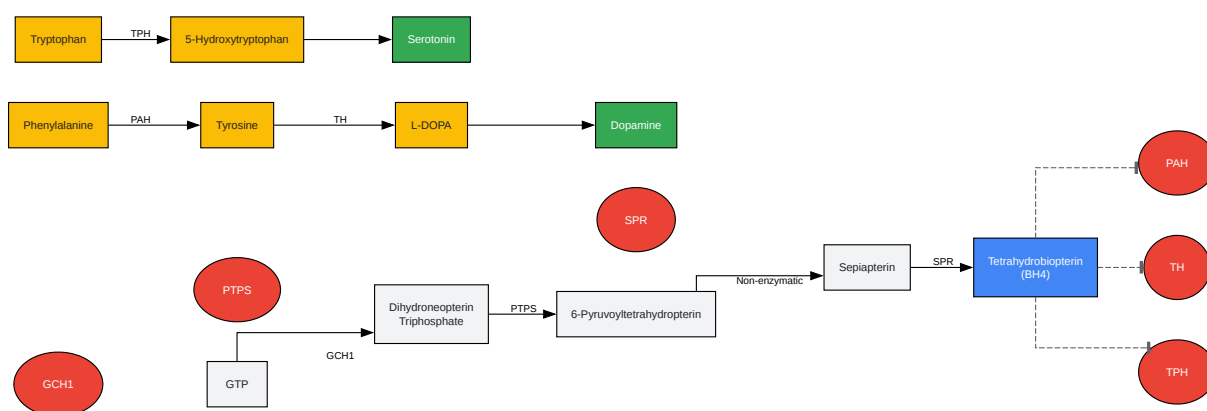 Tryptophan
TPH
5-Hydroxytryptophan
Serotonin
Phenylalanine
PAH
Tyrosine
TH
L-DOPA
Dopamine
PAH
SPR
Sepiapterin
SPR
Tetrahydrobiopterin
(BH4)
TH
PTPS
Non-enzymatic
Dihydroneopterin
Triphosphate
PTPS
6-Pyruvoyltetrahydropterin
GCH1
GCH1
GTP
TPH